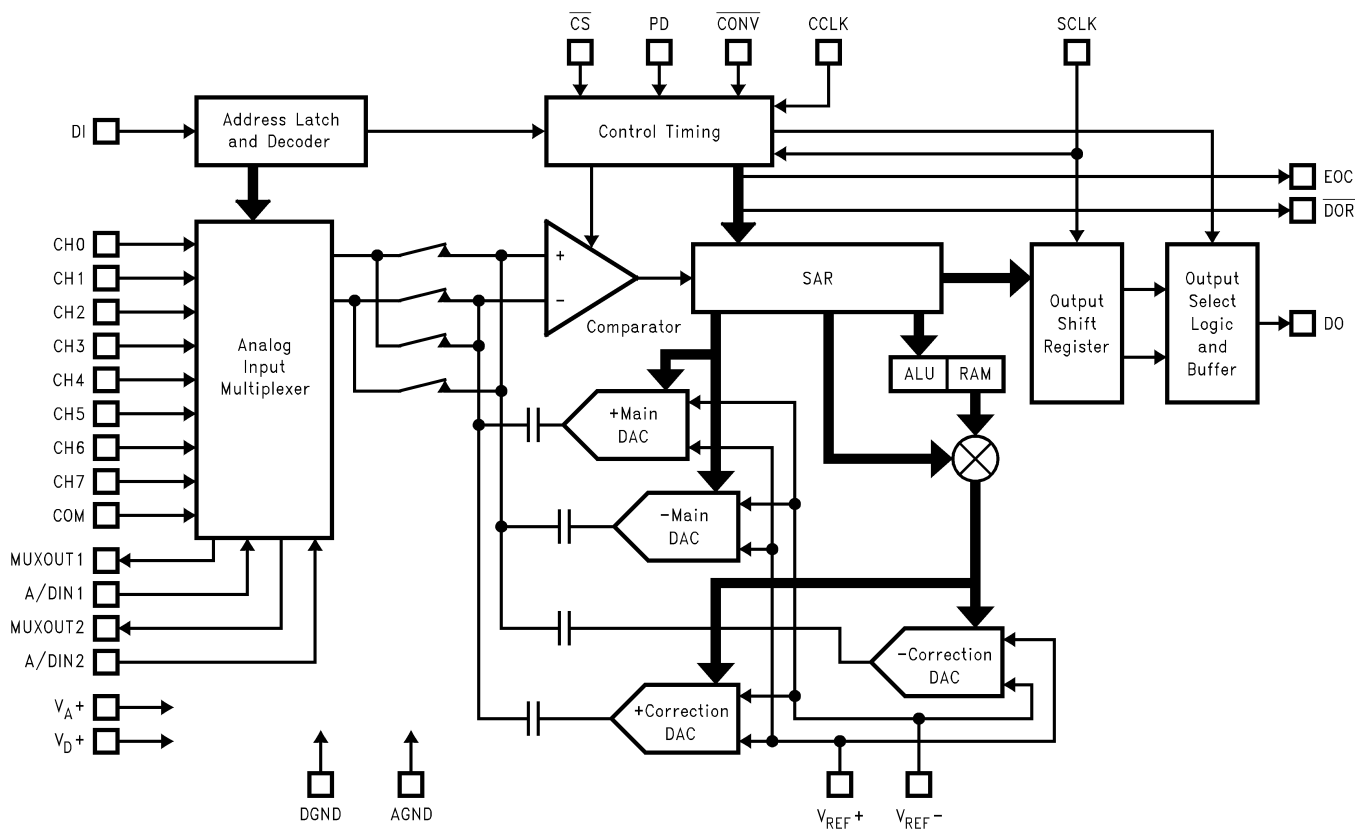 CS PD CONV CCLK SCLK
DI
Address Latch
and Decoder
Control Timing
EOC
DOR
CH0
CH1
CH2
CH3
CH4
CH5
CH6
CH7
COM
MUXOUT1
A/DIN1
MUXOUT2
A/DIN2
VA+
VD+
Analog
Input
Multiplexer
+
−
Comparator
SAR
ALU RAM
Output
Shift
Register
Output
Select
Logic
and
Buffer
DO
+Main
DAC
−Main
DAC
−Correction
DAC
+Correction
DAC
DGND AGND VREF+ VREF−